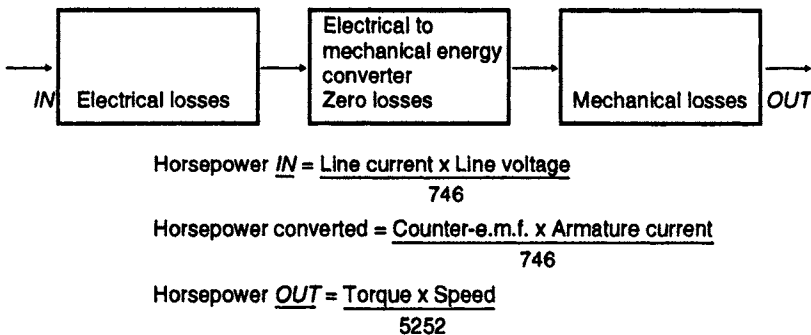 Electrical to
mechanical energy
converter
IN Electrical losses Zero losses Mechanical losses OUT
Horsepower IN = Line current x Line voltage
746
Horsepower converted = Counter-e.m.f. x Armature current
746
Horsepower OUT = Torque x Speed
5252